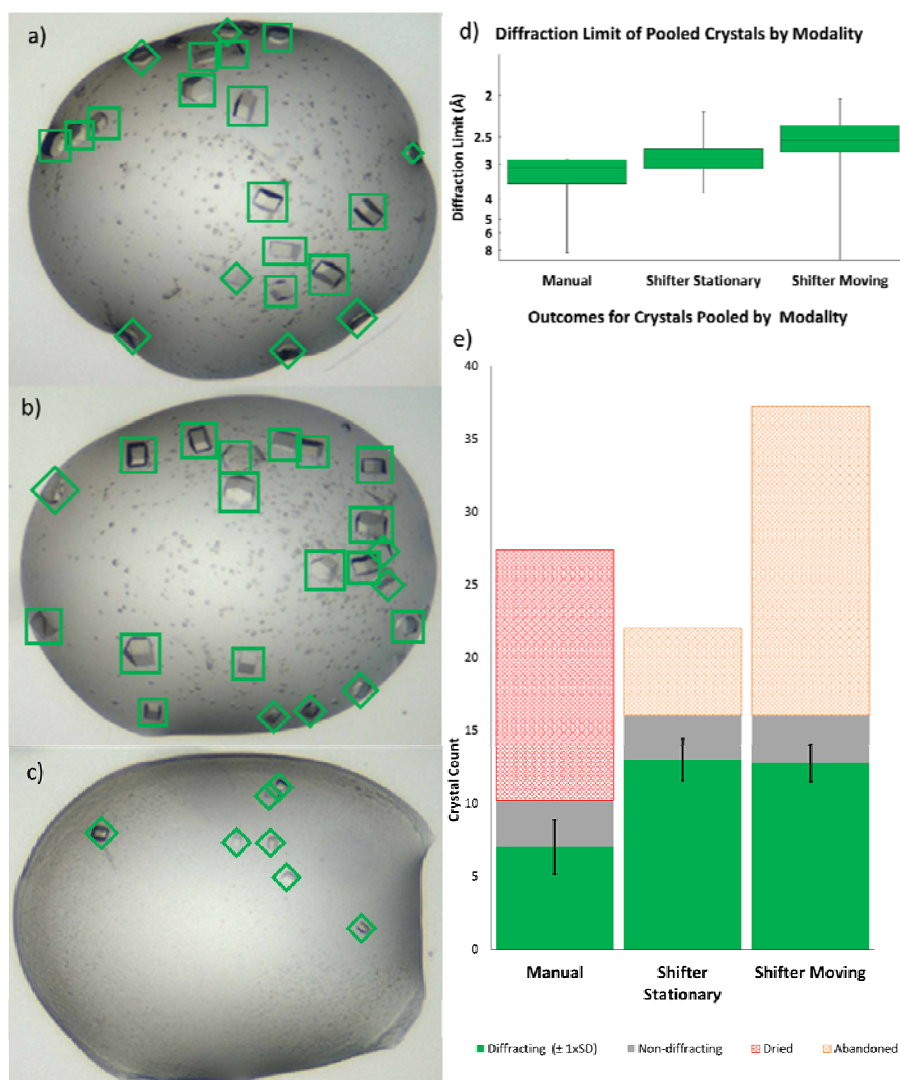 a)
b)
c)
d)
Diffraction Limit of Pooled Crystals by Modality
Diffraction Limit (Å)
2
2.5
3
4
5
6
8
Manual
Shifter Stationary
Shifter Moving
Outcomes for Crystals Pooled by Modality
e)
Crystal Count
40
35
30
25
20
15
10
5
0
Manual
Shifter
Stationary
Shifter Moving
Diffracting (± 1xSD)
Non-diffracting
Dried
Abandoned